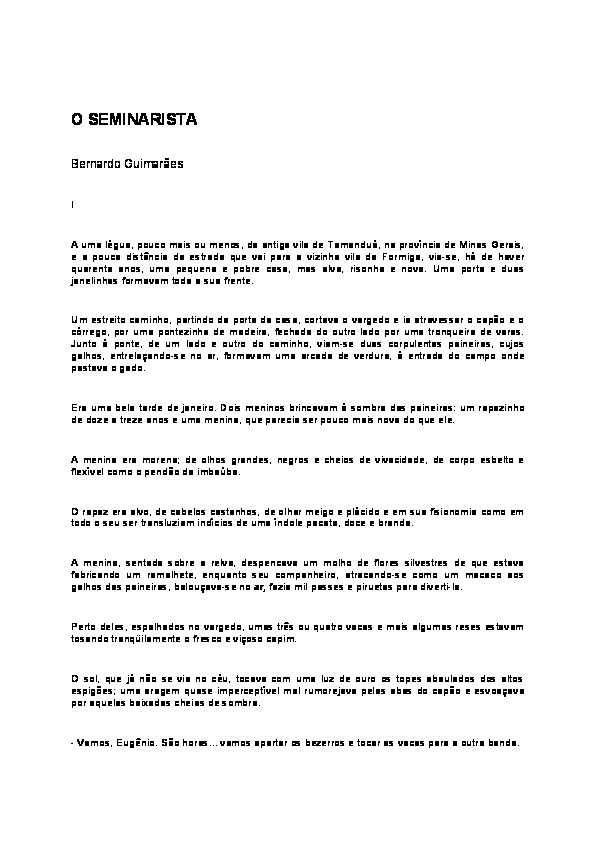 O SEMINARISTA
Bernardo Guimarães
I
A uma légua, pouco mais ou menos, da antiga vila de Tamanduá, na província de Minas Gerais,
e a pouca distância da estrada que vai para a vizinha vila da Formiga, via-se, há de haver
quarenta anos, uma pequena e pobre casa, mas alva, risonha e nova. Uma porta e duas
janelinhas formavam toda a sua frente.
Um estreito caminho, partindo da porta da casa, cortava o vargedo e ia atravessar o capão e o
córrego, por uma pontezinha de madeira, fechada do outro lado por uma tronqueira de varas.
Junto à ponte, de um lado e outro do caminho, viam-se duas corpulentas paineiras, cujos
galhos, entrelaçando-se no ar, formavam uma arcada de verdura, à entrada do campo onde
pastava o gado.
Era uma bela tarde de janeiro. Dois meninos brincavam à sombra das paineiras: um rapazinho
de doze a treze anos e uma menina, que parecia ser pouco mais nova do que ele.
A menina era morena; de olhos grandes, negros e cheios de vivacidade, de corpo esbelto e
flexível como o pendão da imbaúba.
O rapaz era alvo, de cabelos castanhos, de olhar meigo e plácido e em sua fisionomia como em
todo o seu ser transluziam indícios de uma índole pacata, doce e branda.
A menina, sentada sobre a relva, despencava um molho de flores silvestres de que estava
fabricando um ramalhete, enquanto seu companheiro, atracando-se como um macaco aos
galhos das paineiras, balouçava-se no ar, fazia mil passes e piruetas para diverti-la.
Perto deles, espalhados no vargedo, umas três ou quatro vacas e mais algumas reses estavam
tosando tranqüilamente o fresco e viçoso capim.
O sol, que já não se via no céu, tocava com uma luz de ouro os topes abaulados dos altos
espigões; uma aragem quase imperceptível mal rumorejava pelas abas do capão e esvoaçava
por aquelas baixadas cheias de sombra.
- Vamos, Eugênio. São horas... vamos apartar os bezerros e tocar as vacas para a outra banda.